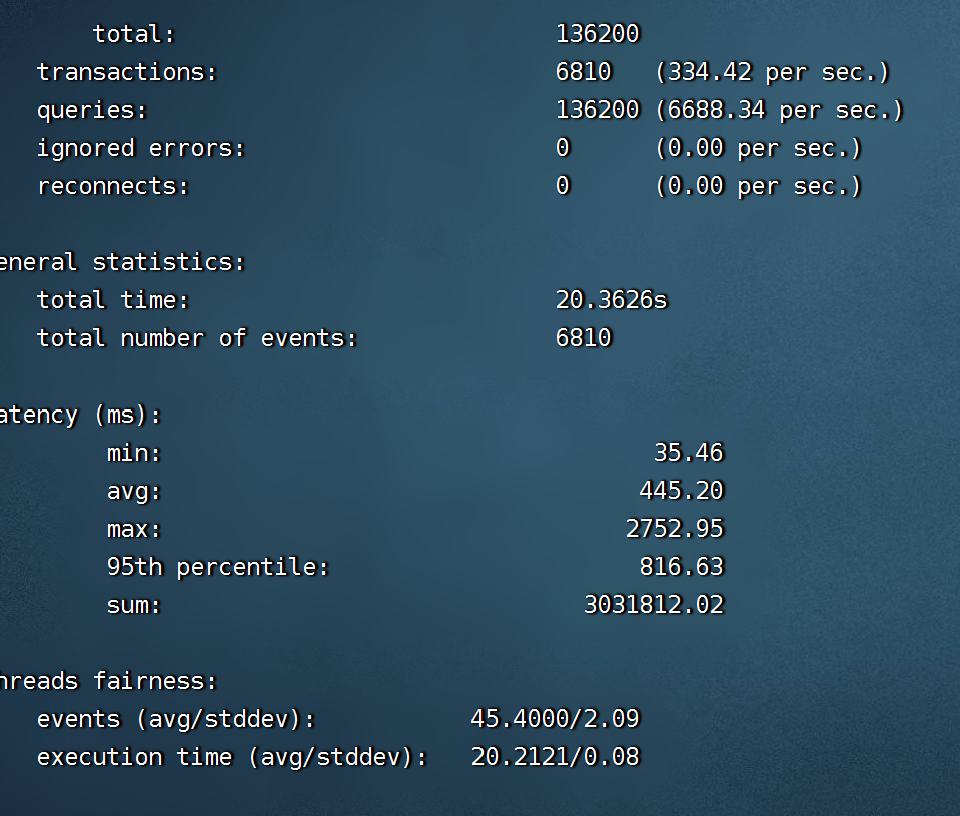 total: 136200
transactions: 6810 (334.42 per sec.)
queries: 136200 (6688.34 per sec.)
ignored errors: 0 (0.00 per sec.)
reconnects: 0 (0.00 per sec.)
eneral statistics:
total time: 20.3626s
total number of events: 6810
atency (ms):
min: 35.46
avg: 445.20
max: 2752.95
95th percentile: 816.63
sum: 3031812.02
hreads fairness:
events (avg/stddev): 45.4000/2.09
execution time (avg/stddev): 20.2121/0.08